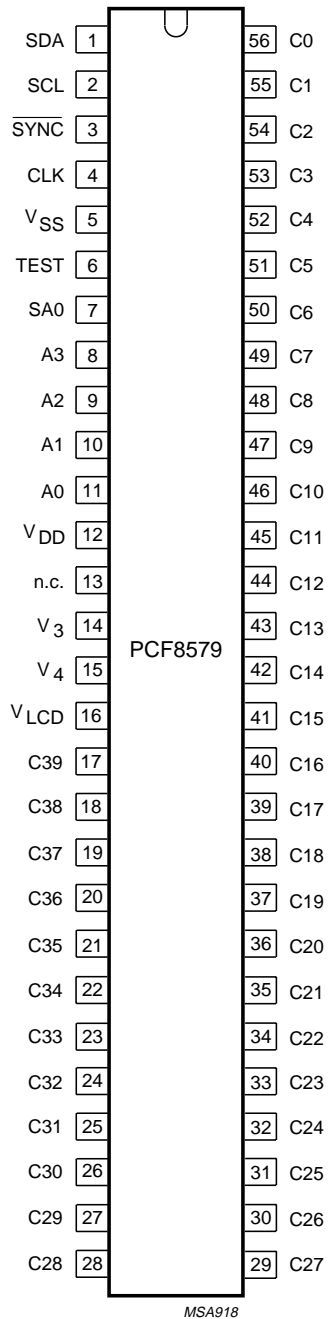 SDA 1 56 C0
SCL 2 55 C1
S̅Y̅N̅C̅ 3 54 C2
CLK 4 53 C3
VSS 5 52 C4
TEST 6 51 C5
SA0 7 50 C6
A3 8 49 C7
A2 9 48 C8
A1 10 47 C9
A0 11 46 C10
VDD 12 45 C11
n.c. 13 44 C12
V3 14 43 C13
PCF8579
V4 15 42 C14
VLCD 16 41 C15
C39 17 40 C16
C38 18 39 C17
C37 19 38 C18
C36 20 37 C19
C35 21 36 C20
C34 22 35 C21
C33 23 34 C22
C32 24 33 C23
C31 25 32 C24
C30 26 31 C25
C29 27 30 C26
C28 28 29 C27
MSA918